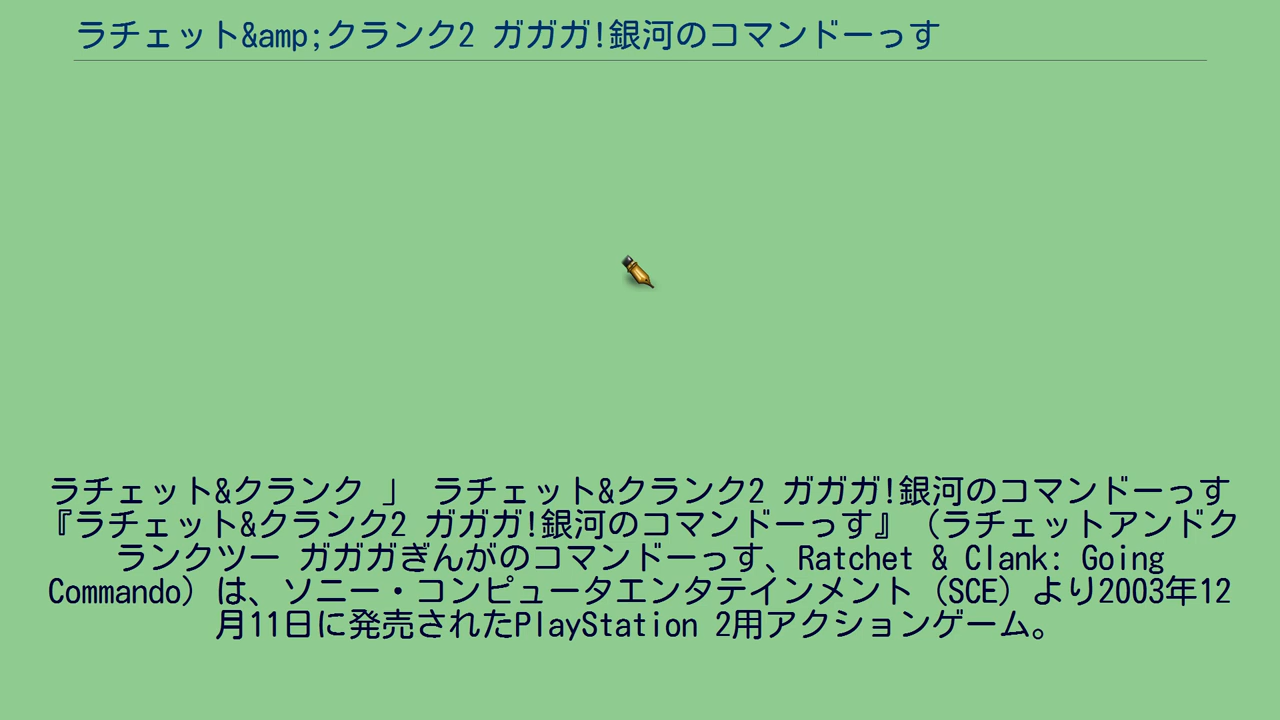 ラチェット&amp;クランク2 ガガガ!銀河のコマンドーっす
ラチェット&クランク 」 ラチェット&クランク2 ガガガ!銀河のコマンドーっす
『ラチェット&クランク2 ガガガ!銀河のコマンドーっす』（ラチェットアンドク
ランクツー ガガガぎんがのコマンドーっす、Ratchet & Clank: Going
Commando）は、ソニー・コンピュータエンタテインメント（SCE）より2003年12
月11日に発売されたPlayStation 2用アクションゲーム。